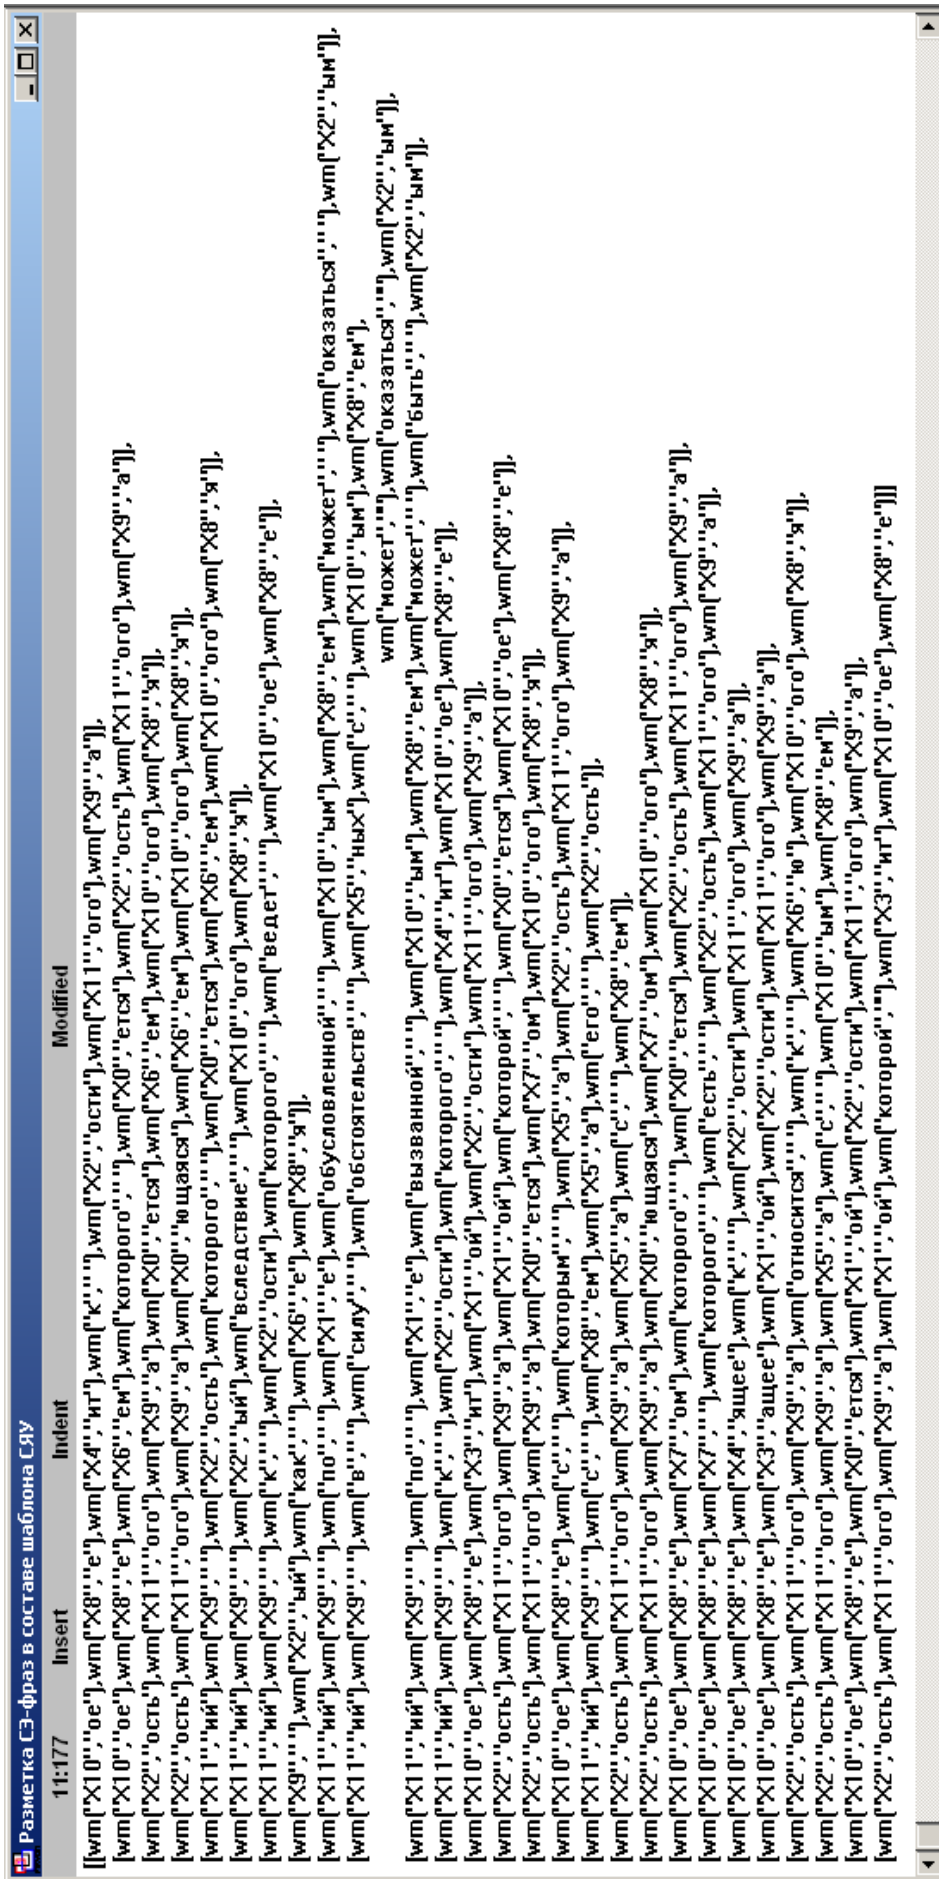 Разметка СЭ-фраз в составе шаблона СЯУ
11:177 Insert Indent Modified
[[wm("X10","ое"),wm("X8","е"),wm("X4","ит"),wm("к",""),wm("X2","ости"),wm("X11","ого"),wm("X9","а")],
[wm("X10","ое"),wm("X8","е"),wm("X6","ем"),wm("которого",""),wm("X0","ется"),wm("X2","ость"),wm("X11","ого"),wm("X9","а")],
[wm("X2","ость"),wm("X11","ого"),wm("X9","а"),wm("X0","ется"),wm("X6","ем"),wm("X10","ого"),wm("X8","я")],
[wm("X2","ость"),wm("X11","ого"),wm("X9","а"),wm("X0","ющаяся"),wm("X6","ем"),wm("X10","ого"),wm("X8","я")],
[wm("X11","ий"),wm("X9",""),wm("X2","ость"),wm("которого",""),wm("X0","ется"),wm("X6","ем"),wm("X10","ого"),wm("X8","я")],
[wm("X11","ий"),wm("X9",""),wm("X2","ый"),wm("вследствие",""),wm("X10","ого"),wm("X8","я")],
[wm("X11","ий"),wm("X9",""),wm("к",""),wm("X2","ости"),wm("которого",""),wm("ведет",""),wm("X10","ое"),wm("X8","е")],
[wm("X9",""),wm("X2","ый"),wm("как",""),wm("X6","е"),wm("X8","я")],
[wm("X11","ий"),wm("X9",""),wm("по",""),wm("X1","е"),wm("обусловленной",""),wm("X10","ым"),wm("X8","ем"),wm("может",""),wm("оказаться",""),wm("X2","ым")],
[wm("X11","ий"),wm("X9",""),wm("в",""),wm("силу",""),wm("обстоятельств",""),wm("X5","ных"),wm("с",""),wm("X10","ым"),wm("X8","ем"),
wm("может",""),wm("оказаться",""),wm("X2","ым")],
[wm("X11","ий"),wm("X9",""),wm("по",""),wm("X1","е"),wm("вызванной",""),wm("X10","ым"),wm("X8","ем"),wm("может",""),wm("быть",""),wm("X2","ым")],
[wm("X11","ий"),wm("X9",""),wm("к",""),wm("X2","ости"),wm("которого",""),wm("X4","ит"),wm("X10","ое"),wm("X8","е")],
[wm("X10","ое"),wm("X8","е"),wm("X3","ит"),wm("X1","ой"),wm("X2","ости"),wm("X11","ого"),wm("X9","а")],
[wm("X2","ость"),wm("X11","ого"),wm("X9","а"),wm("X1","ой"),wm("которой",""),wm("X0","ется"),wm("X10","ое"),wm("X8","е")],
[wm("X2","ость"),wm("X11","ого"),wm("X9","а"),wm("X0","ется"),wm("X7","ом"),wm("X10","ого"),wm("X8","я")],
[wm("X10","ое"),wm("X8","е"),wm("с",""),wm("которым",""),wm("X5","а"),wm("X2","ость"),wm("X11","ого"),wm("X9","а")],
[wm("X11","ий"),wm("X9",""),wm("с",""),wm("X8","ем"),wm("X5","а"),wm("его",""),wm("X2","ость")],
[wm("X2","ость"),wm("X11","ого"),wm("X9","а"),wm("X5","а"),wm("с",""),wm("X8","ем")],
[wm("X2","ость"),wm("X11","ого"),wm("X9","а"),wm("X0","ющаяся"),wm("X7","ом"),wm("X10","ого"),wm("X8","я")],
[wm("X10","ое"),wm("X8","е"),wm("X7","ом"),wm("которого",""),wm("X0","ется"),wm("X2","ость"),wm("X11","ого"),wm("X9","а")],
[wm("X10","ое"),wm("X8","е"),wm("X7",""),wm("которого",""),wm("есть",""),wm("X2","ость"),wm("X11","ого"),wm("X9","а")],
[wm("X10","ое"),wm("X8","е"),wm("X4","ящее"),wm("к",""),wm("X2","ости"),wm("X11","ого"),wm("X9","а")],
[wm("X10","ое"),wm("X8","е"),wm("X3","ащее"),wm("X1","ой"),wm("X2","ости"),wm("X11","ого"),wm("X9","а")],
[wm("X2","ость"),wm("X11","ого"),wm("X9","а"),wm("относится",""),wm("к",""),wm("X6","ю"),wm("X10","ого"),wm("X8","я")],
[wm("X2","ость"),wm("X11","ого"),wm("X9","а"),wm("X5","а"),wm("с",""),wm("X10","ым"),wm("X8","ем")],
[wm("X10","ое"),wm("X8","е"),wm("X0","ется"),wm("X1","ой"),wm("X2","ости"),wm("X11","ого"),wm("X9","а")],
[wm("X2","ость"),wm("X11","ого"),wm("X9","а"),wm("X1","ой"),wm("которой",""),wm("X3","ит"),wm("X10","ое"),wm("X8","е")]]